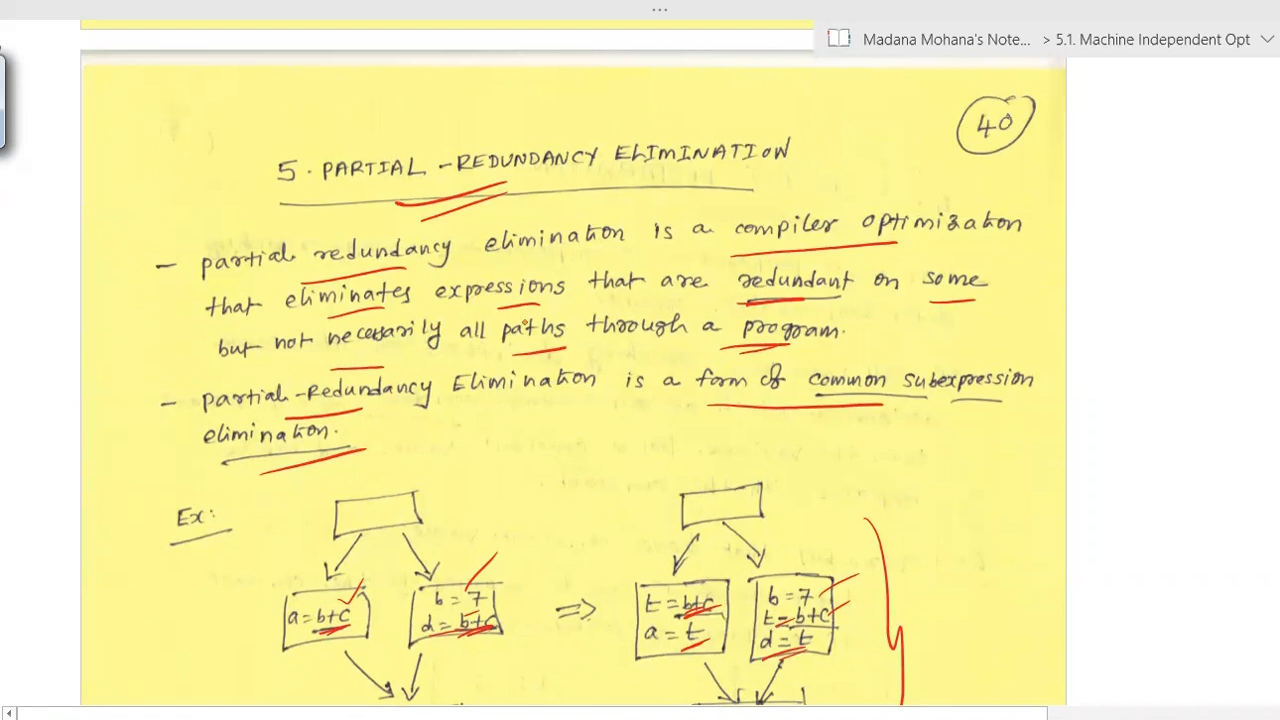 ...
Madana Mohana's Note... > 5.1. Machine Independent Opt
40
5. PARTIAL-REDUNDANCY ELIMINATION
- partial redundancy elimination is a compiler optimization
that eliminates expressions that are redundant on some
but not necessarily all paths through a program.
- partial-Redundancy Elimination is a form of common subexpression
elimination.
Ex:
a = b+c
b = 7
d = b+c
=>
t = b+c
a = t
b = 7
t = b+c
d = t